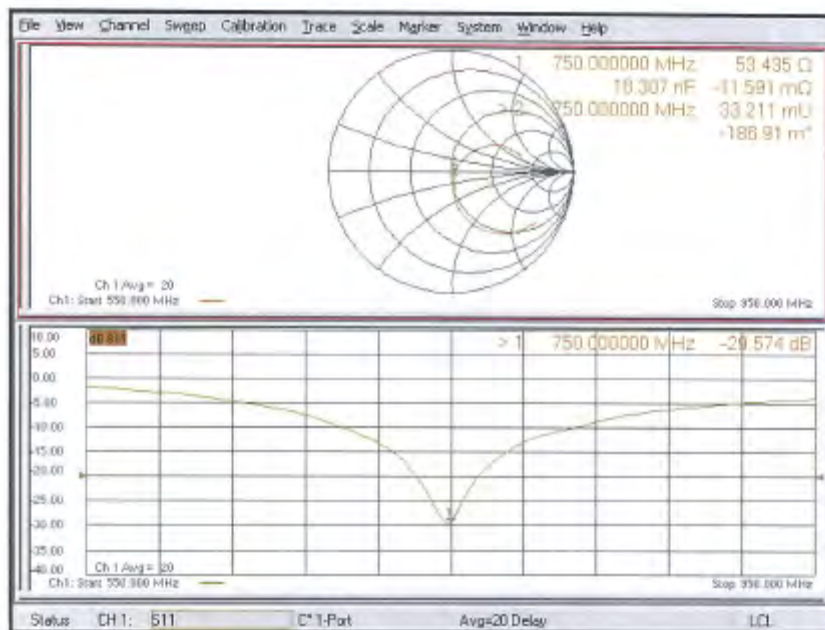 File View Channel Sweep Calibration Trace Scale Marker System Window Help
1 750.000000 MHz 53.435 Ω
18.307 nF -11.591 mΩ
> 2 750.000000 MHz 33.211 mU
-186.91 m°
Ch 1 Avg = 20
Ch1: Start 550.000 MHz
Stop 950.000 MHz
10.00
5.00
0.00
-5.00
-10.00
-15.00
-20.00
-25.00
-30.00
-35.00
-40.00
> 1 750.000000 MHz -29.574 dB
1
Ch 1 Avg = 20
Ch1: Start 550.000 MHz
Stop 950.000 MHz
Status CH 1: S11 C* 1-Port Avg=20 Delay LCL